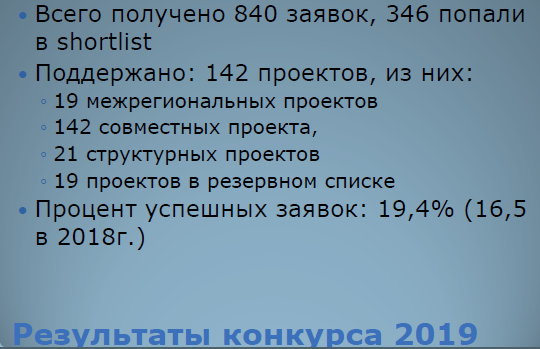 • Всего получено 840 заявок, 346 попали
в shortlist
• Поддержано: 142 проектов, из них:
◦ 19 межрегиональных проектов
◦ 142 совместных проекта,
◦ 21 структурных проектов
◦ 19 проектов в резервном списке
• Процент успешных заявок: 19,4% (16,5
в 2018г.)
Результаты конкурса 2019